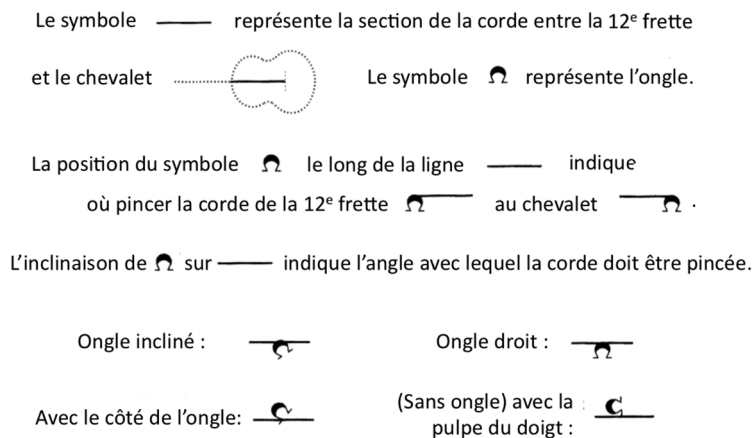 Le symbole représente la section de la corde entre la 12e frette
et le chevalet Le symbole représente l'ongle.
La position du symbole le long de la ligne indique
où pincer la corde de la 12e frette au chevalet .
L'inclinaison de sur indique l'angle avec lequel la corde doit être pincée.
Ongle incliné : Ongle droit :
Avec le côté de l'ongle: (Sans ongle) avec la
pulpe du doigt :